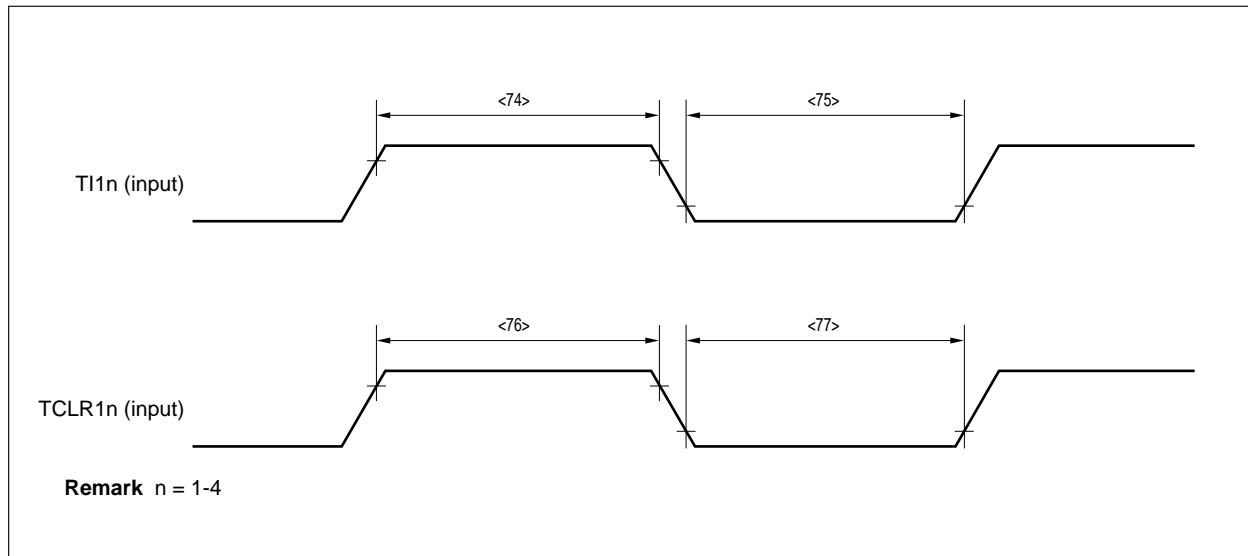 <74> <75>
TI1n (input)
<76> <77>
TCLR1n (input)
Remark n = 1-4